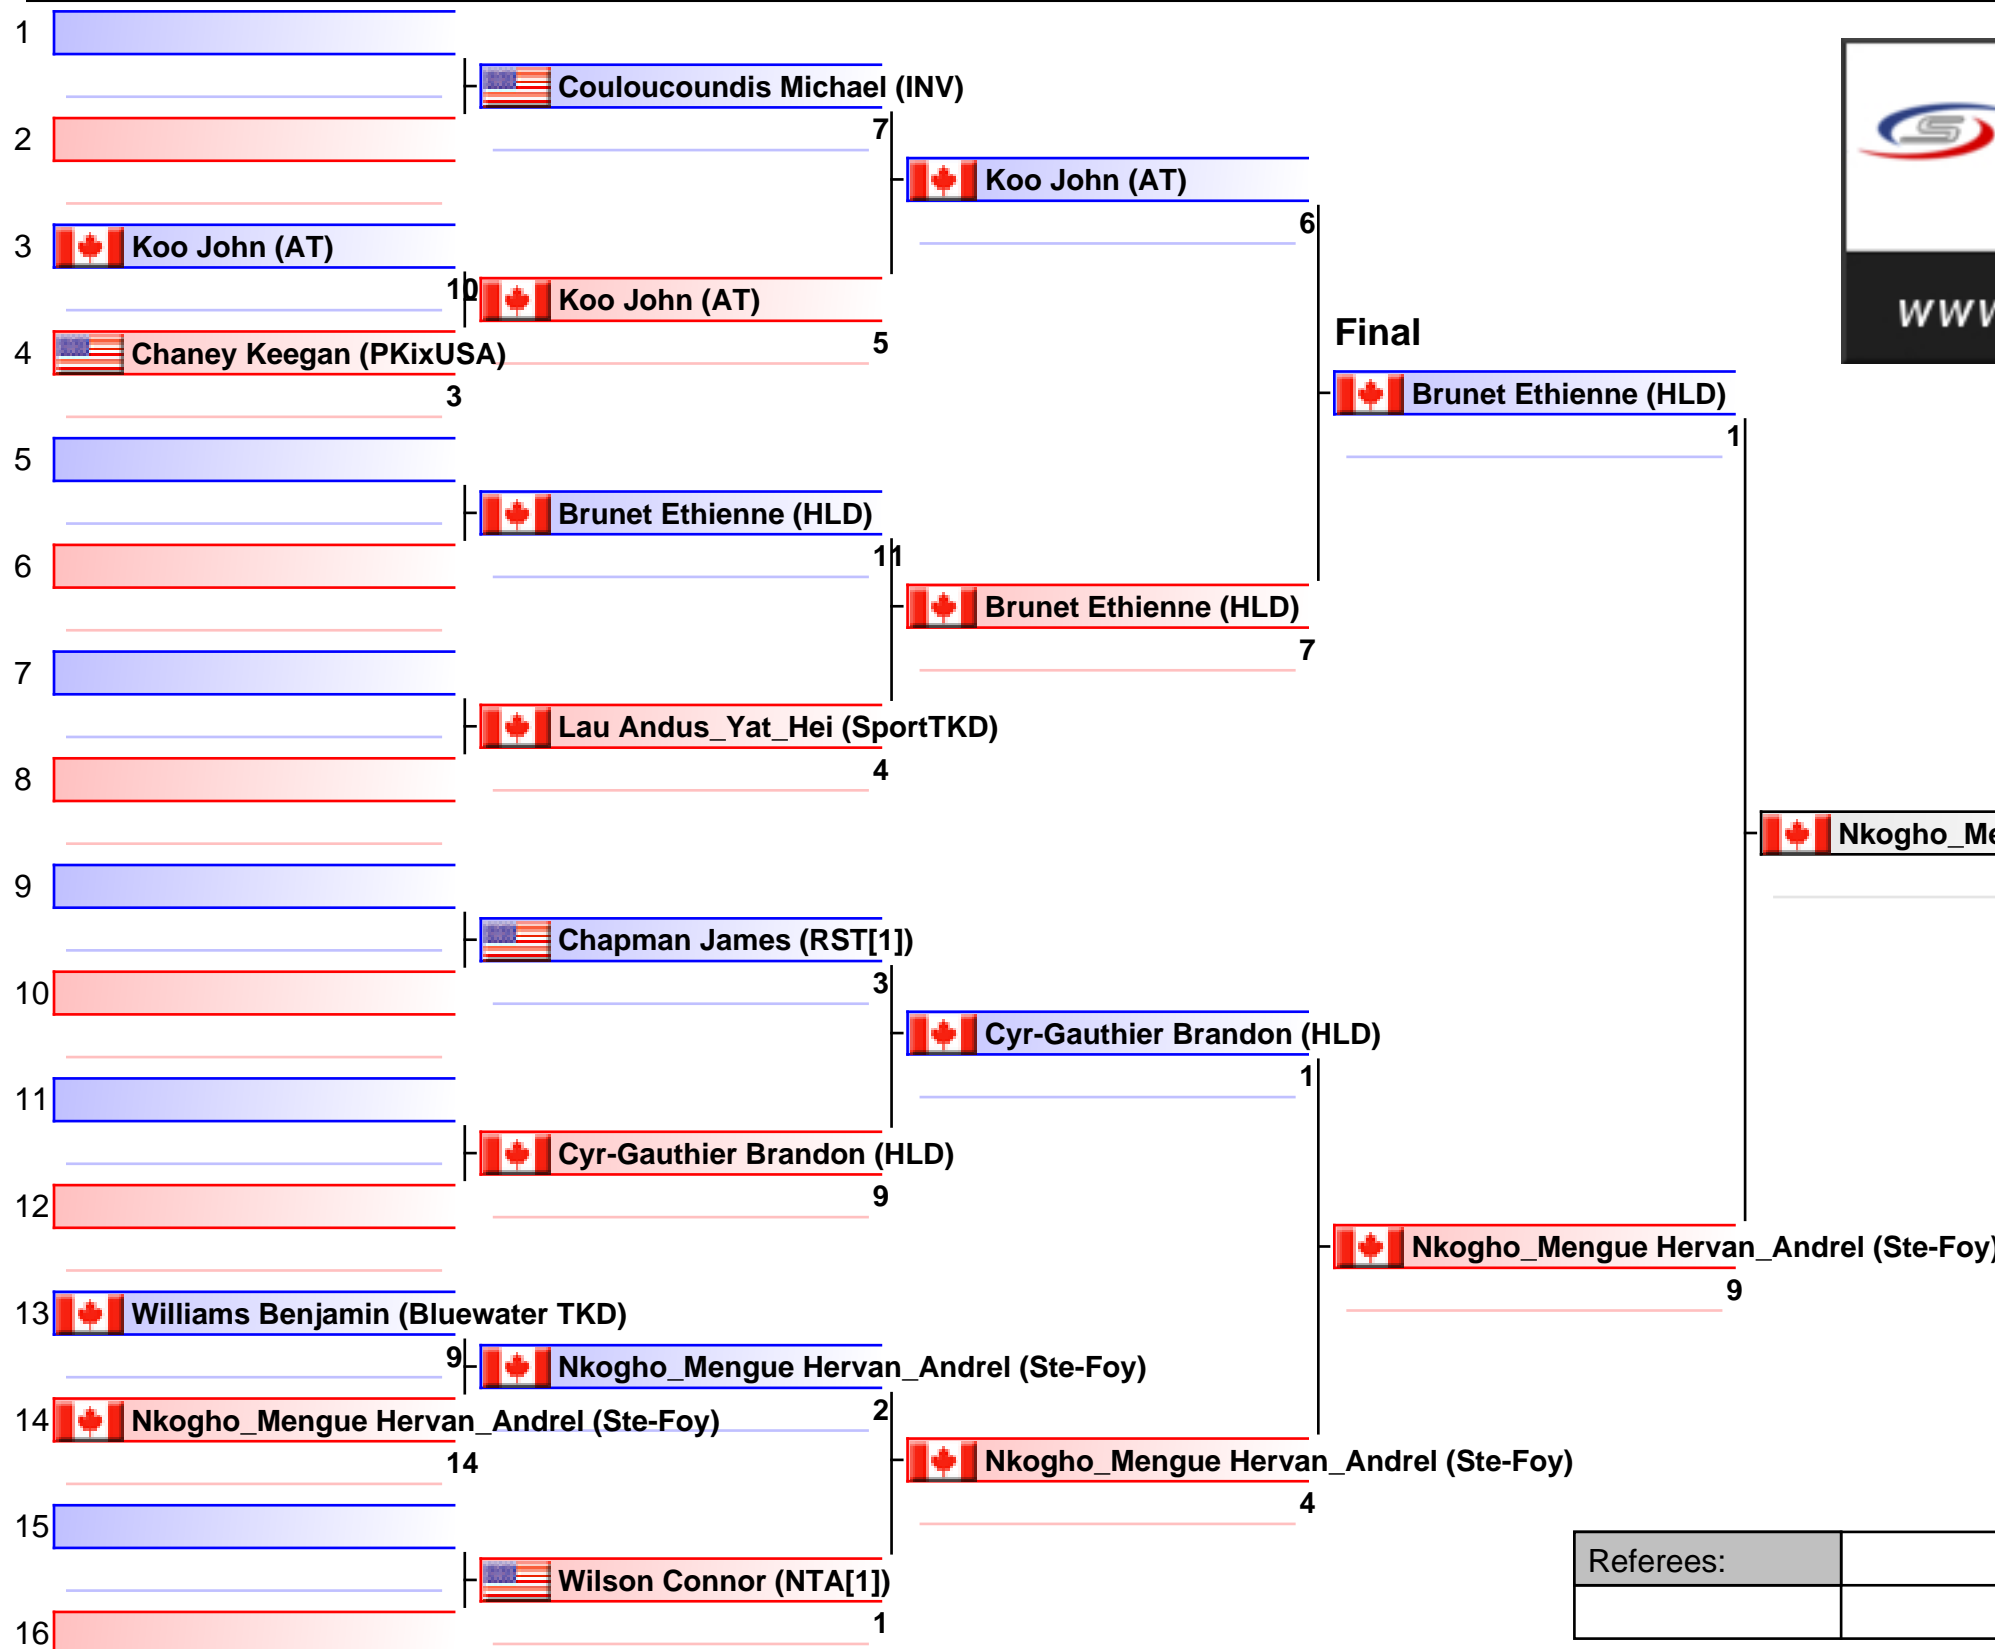 1
Couloucoundis Michael (INV)
2
7
Koo John (AT)
6
3
Koo John (AT)
10
Koo John (AT)
5
4
Chaney Keegan (PKixUSA)
3
Final
www
Brunet Ethienne (HLD)
1
5
Brunet Ethienne (HLD)
11
6
Brunet Ethienne (HLD)
7
7
Lau Andus_Yat_Hei (SportTKD)
4
8
Nkogho_Me
9
Chapman James (RST[1])
3
10
Cyr-Gauthier Brandon (HLD)
1
11
Cyr-Gauthier Brandon (HLD)
9
12
Nkogho_Mengue Hervan_Andrel (Ste-Foy)
9
13
Williams Benjamin (Bluewater TKD)
9
Nkogho_Mengue Hervan_Andrel (Ste-Foy)
2
14
Nkogho_Mengue Hervan_Andrel (Ste-Foy)
14
Nkogho_Mengue Hervan_Andrel (Ste-Foy)
4
15
Wilson Connor (NTA[1])
1
16
Referees: